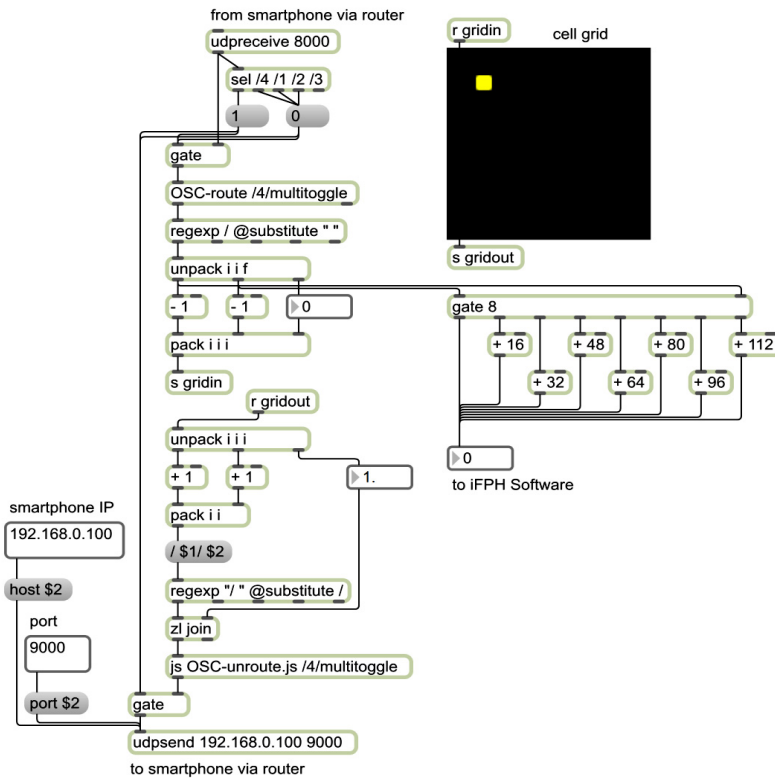 from smartphone via router
udpreceive 8000
sel /4 /1 /2 /3
1
0
gate
OSC-route /4/multitoggle
regexp / @substitute " "
unpack i i f
- 1
- 1
0
pack i i i
s gridin
r gridin
cell grid
s gridout
gate 8
+ 16
+ 48
+ 80
+ 112
+ 32
+ 64
+ 96
0
to iFPH Software
r gridout
unpack i i i
+ 1
+ 1
1.
pack i i
/ $1/ $2
regexp "/ " @substitute /
zl join
js OSC-unroute.js /4/multitoggle
smartphone IP
192.168.0.100
host $2
port
9000
port $2
gate
udpsend 192.168.0.100 9000
to smartphone via router